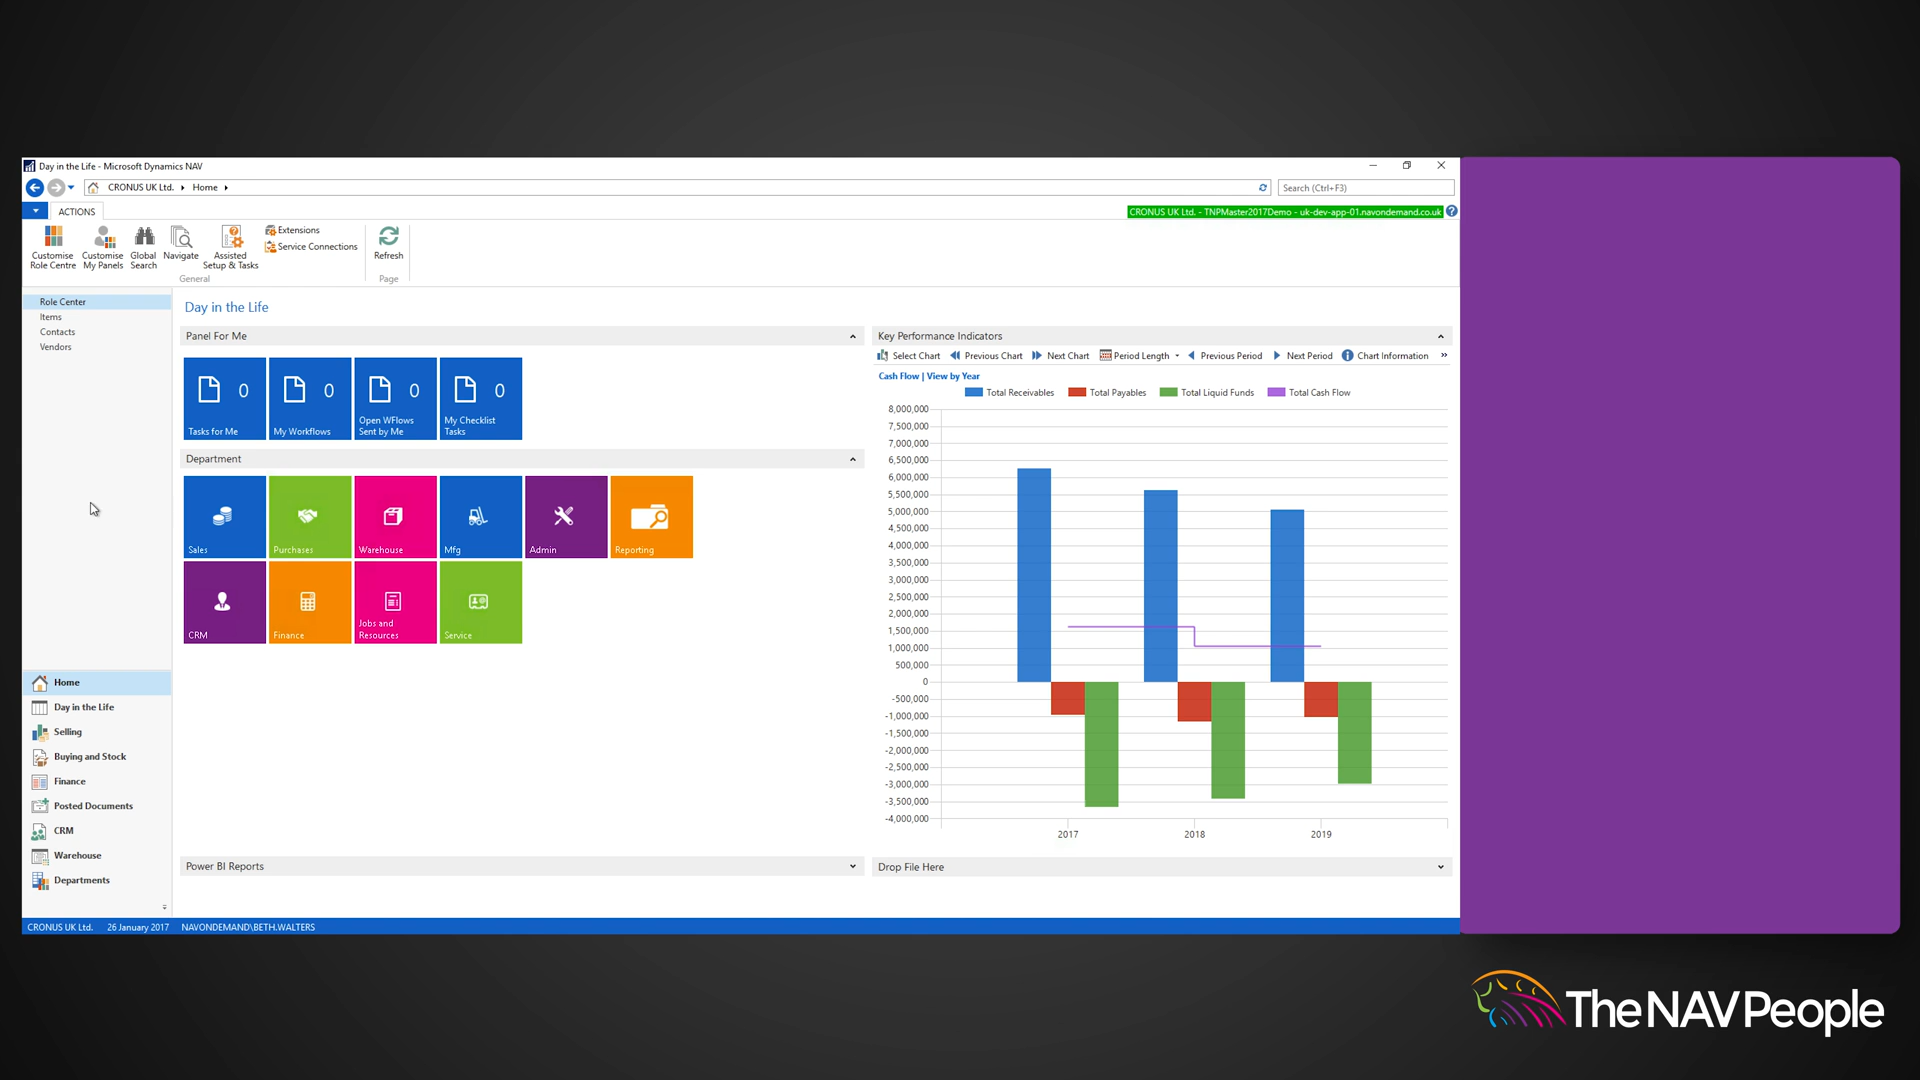 Day in the Life - Microsoft Dynamics NAV
CRONUS UK Ltd. Home
Search (Ctrl+F3)
ACTIONS
CRONUS UK Ltd. - TNPMaster2017Demo - uk-dev-app-01.navondemand.co.uk
Customise Role Centre
Customise My Panels
Global Search
Navigate
Assisted Setup & Tasks
Extensions
Service Connections
Refresh
General
Page
Role Center
Items
Contacts
Vendors
Day in the Life
Panel For Me
0
Tasks for Me
0
My Workflows
0
Open WFlows
Sent by Me
0
My Checklist
Tasks
Department
Sales
Purchases
Warehouse
Mfg
Admin
Reporting
CRM
Finance
Jobs and
Resources
Service
Key Performance Indicators
Select Chart Previous Chart Next Chart Period Length Previous Period Next Period Chart Information
Cash Flow | View by Year
Total Receivables Total Payables Total Liquid Funds Total Cash Flow
8,000,000
7,500,000
7,000,000
6,500,000
6,000,000
5,500,000
5,000,000
4,500,000
4,000,000
3,500,000
3,000,000
2,500,000
2,000,000
1,500,000
1,000,000
500,000
0
-500,000
-1,000,000
-1,500,000
-2,000,000
-2,500,000
-3,000,000
-3,500,000
-4,000,000
2017 2018 2019
Home
Day in the Life
Selling
Buying and Stock
Finance
Posted Documents
CRM
Warehouse
Departments
Power BI Reports
Drop File Here
CRONUS UK Ltd. 26 January 2017 NAVONDEMAND\BETH.WALTERS
TheNAVPeople